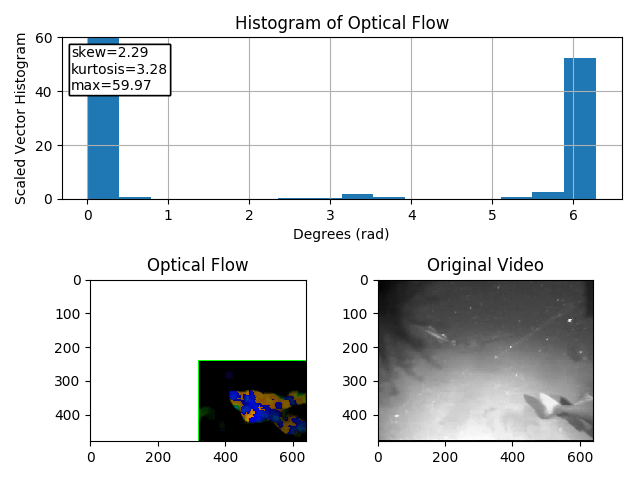 Histogram of Optical Flow
Scaled Vector Histogram
60
40
20
0
skew=2.29
kurtosis=3.28
max=59.97
0 1 2 3 4 5 6
Degrees (rad)
Optical Flow
0
100
200
300
400
0 200 400 600
Original Video
0
100
200
300
400
0 200 400 600